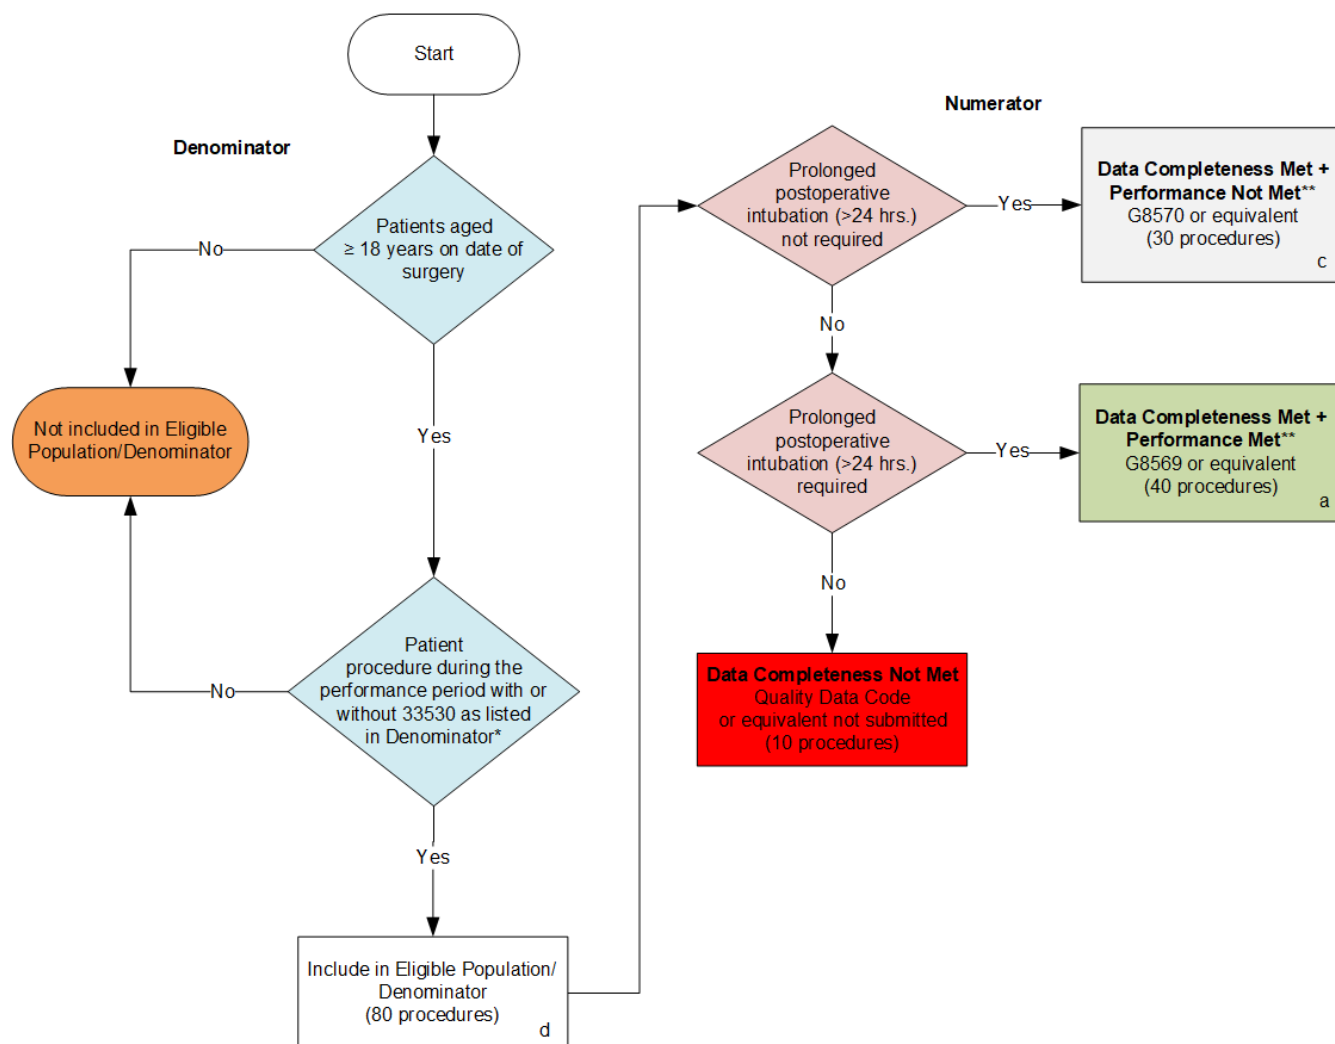 Start
Denominator
Patients aged
≥ 18 years on date of
surgery
No
Not included in Eligible
Population/Denominator
Yes
Patient
procedure during the
performance period with or
without 33530 as listed
in Denominator*
No
Yes
Include in Eligible Population/
Denominator
(80 procedures)
d
Numerator
Prolonged
postoperative
intubation (>24 hrs.)
not required
Yes
Data Completeness Met +
Performance Not Met**
G8570 or equivalent
(30 procedures)
c
No
Prolonged
postoperative
intubation (>24 hrs.)
required
Yes
Data Completeness Met +
Performance Met**
G8569 or equivalent
(40 procedures)
a
No
Data Completeness Not Met
Quality Data Code
or equivalent not submitted
(10 procedures)